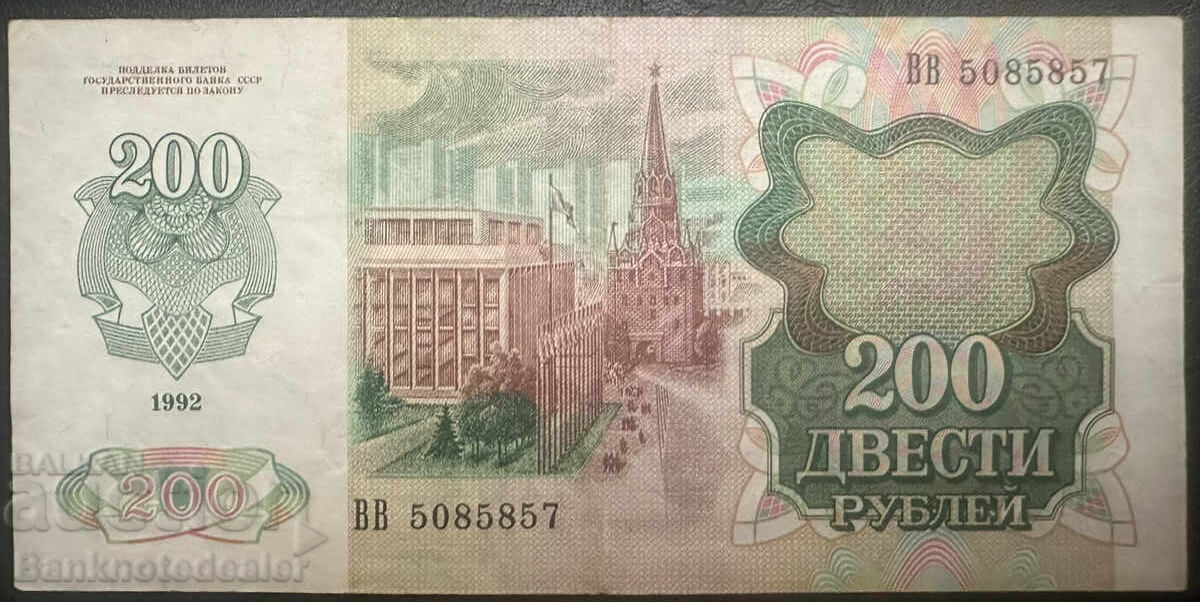 ПОДДЕЛКА БИЛЕТОВ
ГОСУДАРСТВЕННОГО БАНКА СССР
ПРЕСЛЕДУЕТСЯ ПО ЗАКОНУ
200
1992
200
ВВ 5085857
ВВ 5085857
200
ДВЕСТИ
РУБЛЕЙ
BALKAN
Banknotedealer